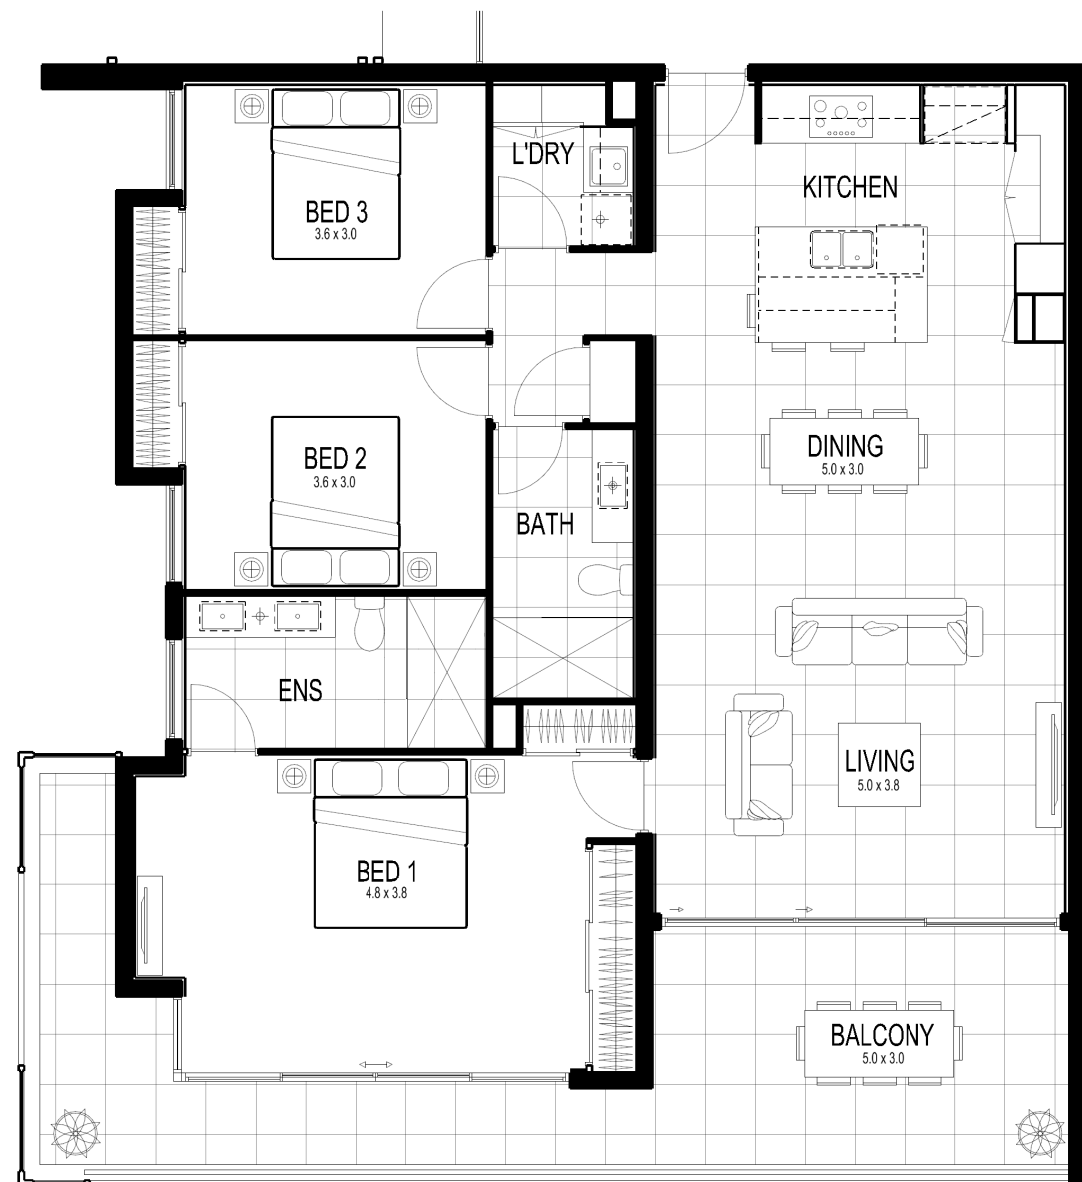 L'DRY
KITCHEN
BED 3
3.6 x 3.0
DINING
5.0 x 3.0
BED 2
3.6 x 3.0
BATH
ENS
LIVING
5.0 x 3.8
BED 1
4.8 x 3.8
BALCONY
5.0 x 3.0